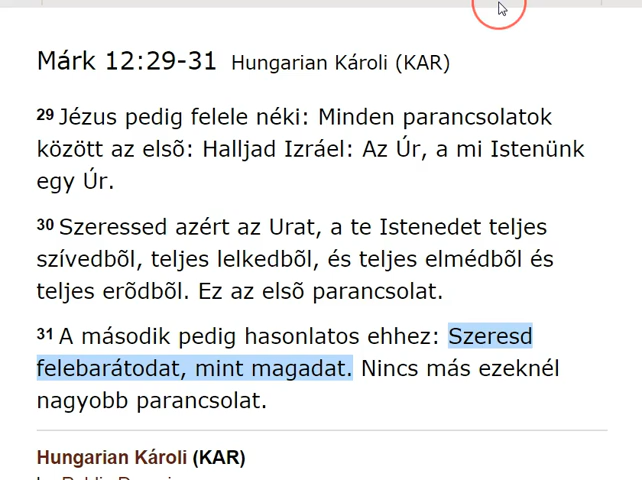 Márk 12:29-31 Hungarian Károli (KAR)
29 Jézus pedig felele néki: Minden parancsolatok
között az elsõ: Halljad Izráel: Az Úr, a mi Istenünk
egy Úr.
30 Szeressed azért az Urat, a te Istenedet teljes
szívedbõl, teljes lelkedbõl, és teljes elmédbõl és
teljes erõdbõl. Ez az elsõ parancsolat.
31 A második pedig hasonlatos ehhez: Szeresd
felebarátodat, mint magadat. Nincs más ezeknél
nagyobb parancsolat.
Hungarian Károli (KAR)
by Public Domain